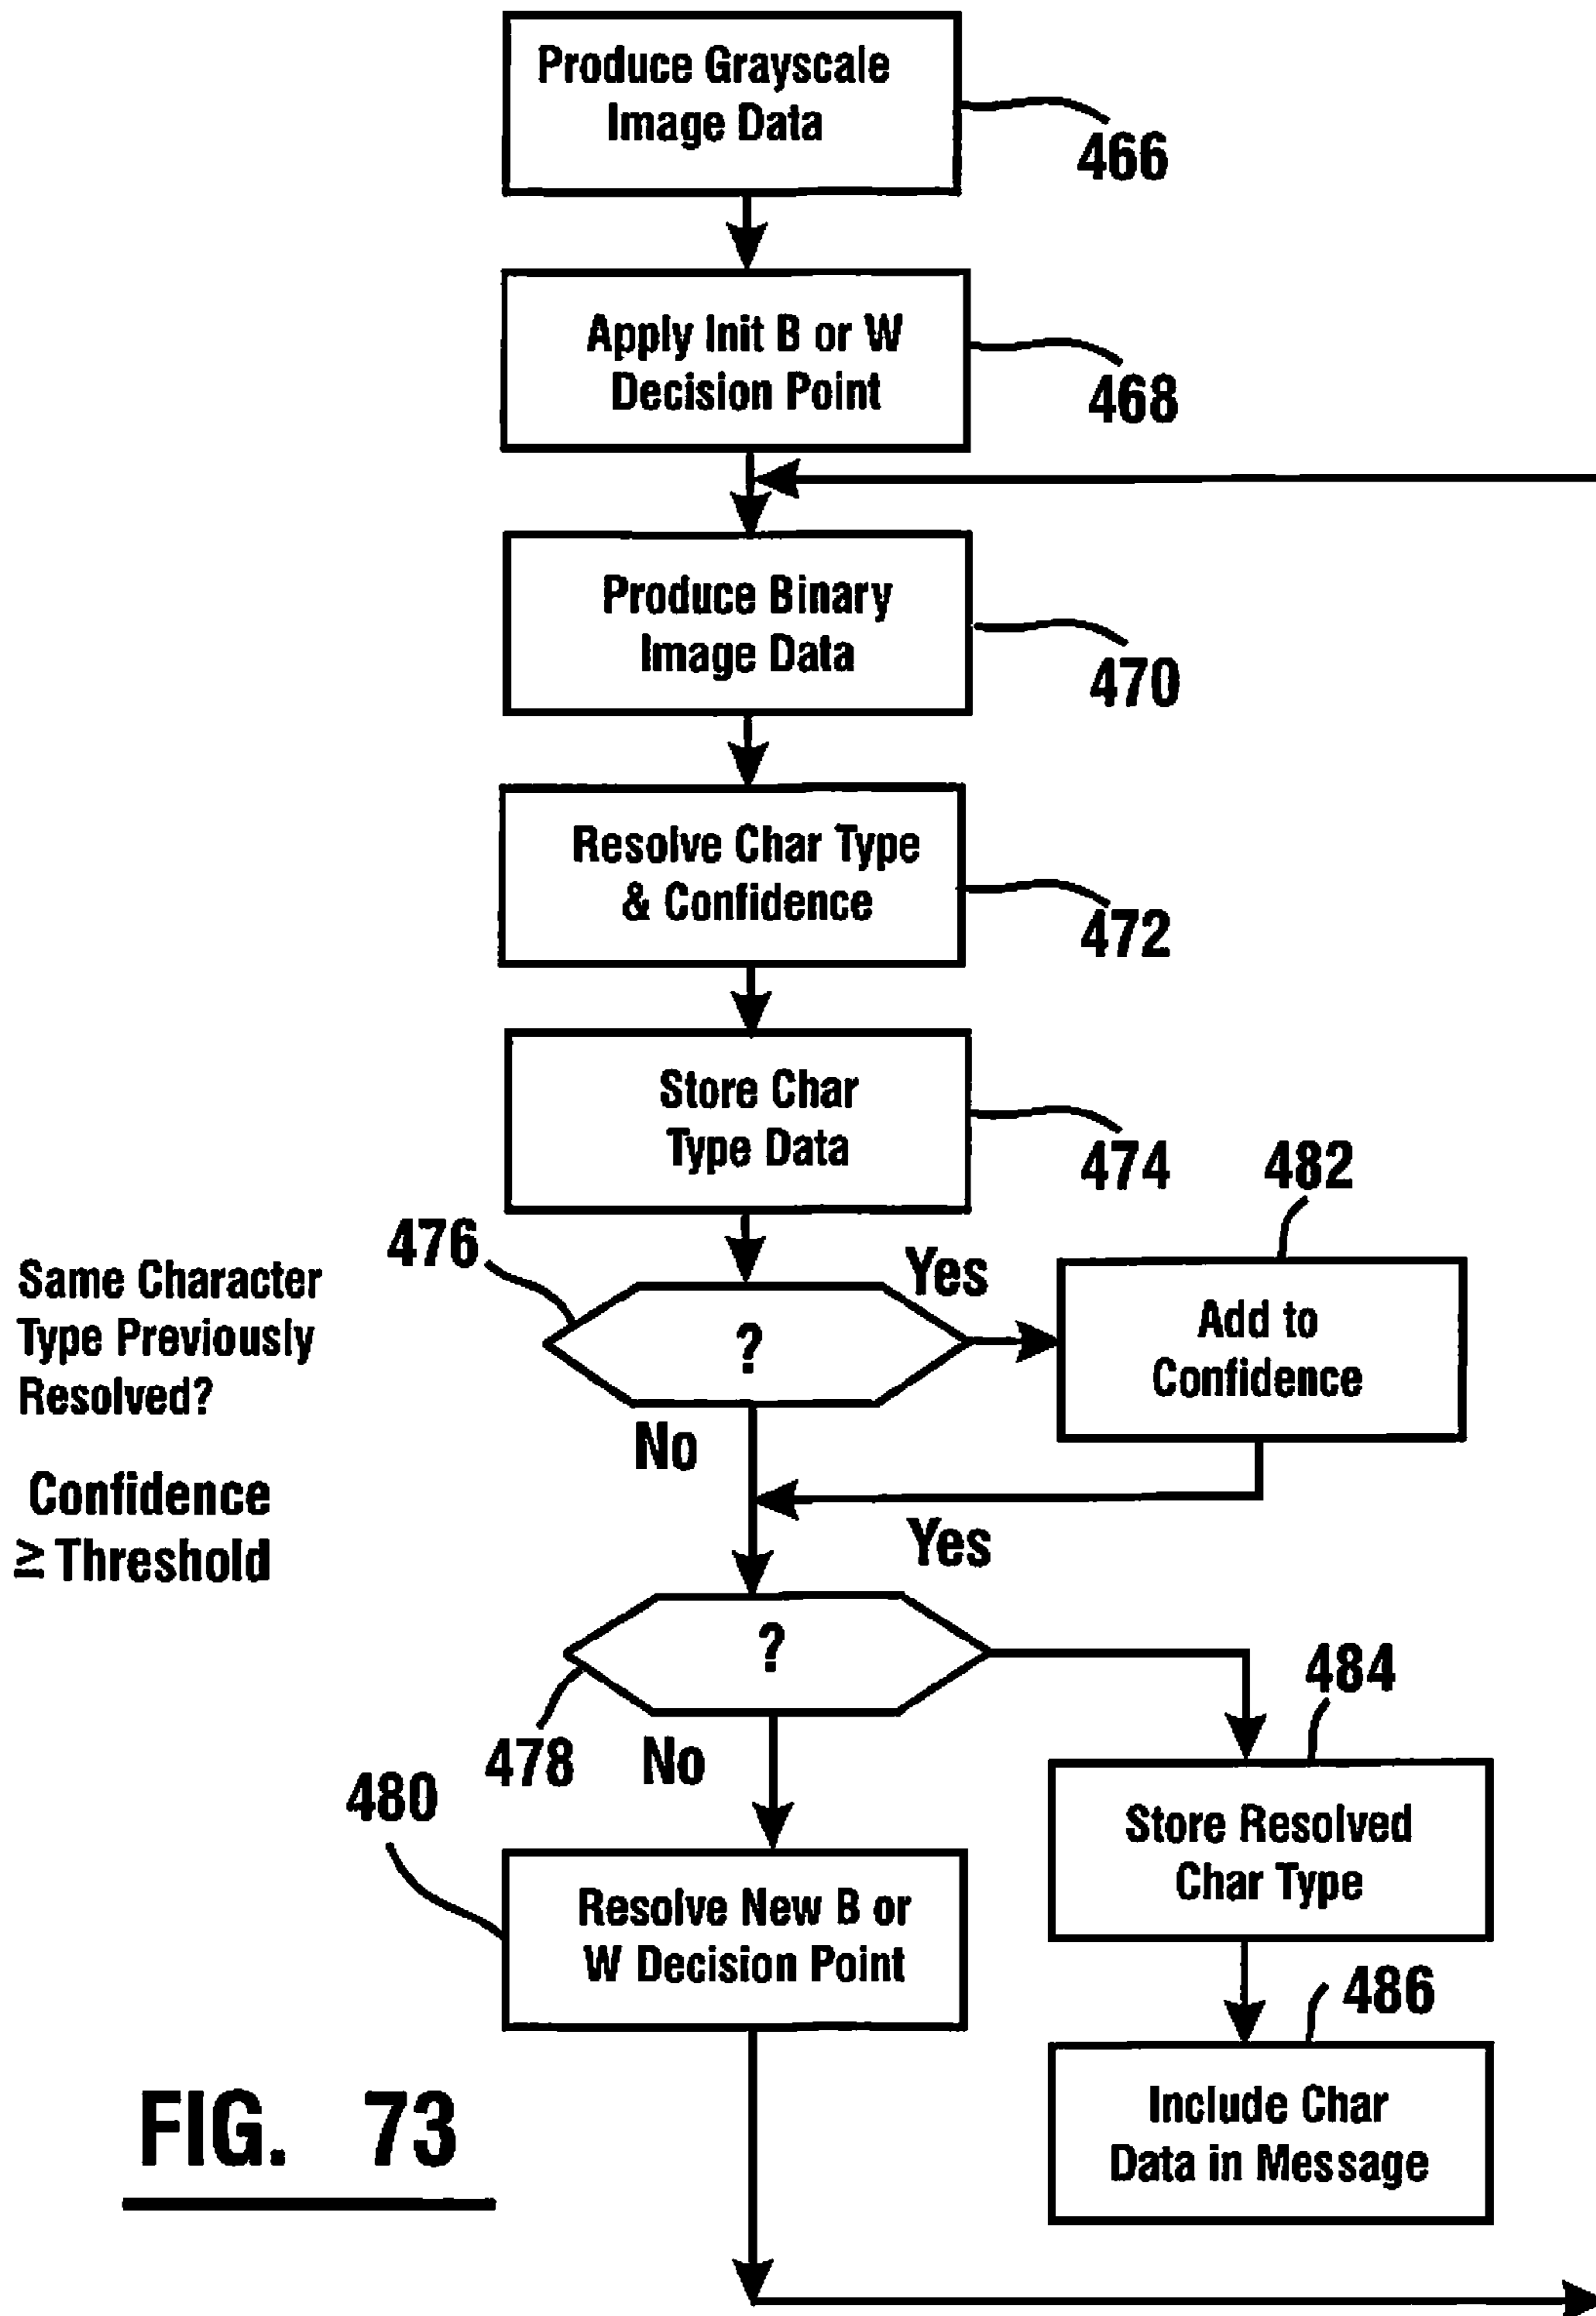 Produce Grayscale
Image Data
466
Apply Init B or W
Decision Point
468
Produce Binary
Image Data
470
Resolve Char Type
& Confidence
472
Store Char
Type Data
474
482
476
Yes
Same Character
Type Previously
Resolved?
?
Add to
Confidence
No
Confidence
≥ Threshold
Yes
?
484
478
No
480
Store Resolved
Char Type
Resolve New B or
W Decision Point
486
Include Char
Data in Message
FIG. 73